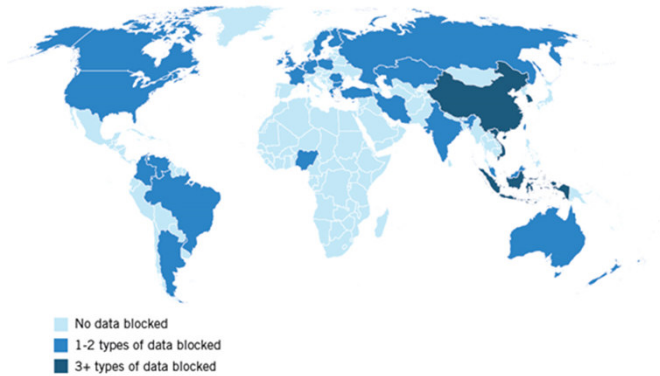 No data blocked
1-2 types of data blocked
3+ types of data blocked